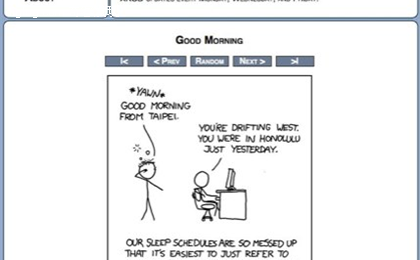 GOOD MORNING
|<
< PREV
RANDOM
NEXT >
>|
*YAWN*
GOOD MORNING
FROM TAIPEI.
YOU'RE DRIFTING WEST.
YOU WERE IN HONOLULU
JUST YESTERDAY.
OUR SLEEP SCHEDULES ARE SO MESSED UP
THAT IT'S EASIEST TO JUST REFER TO